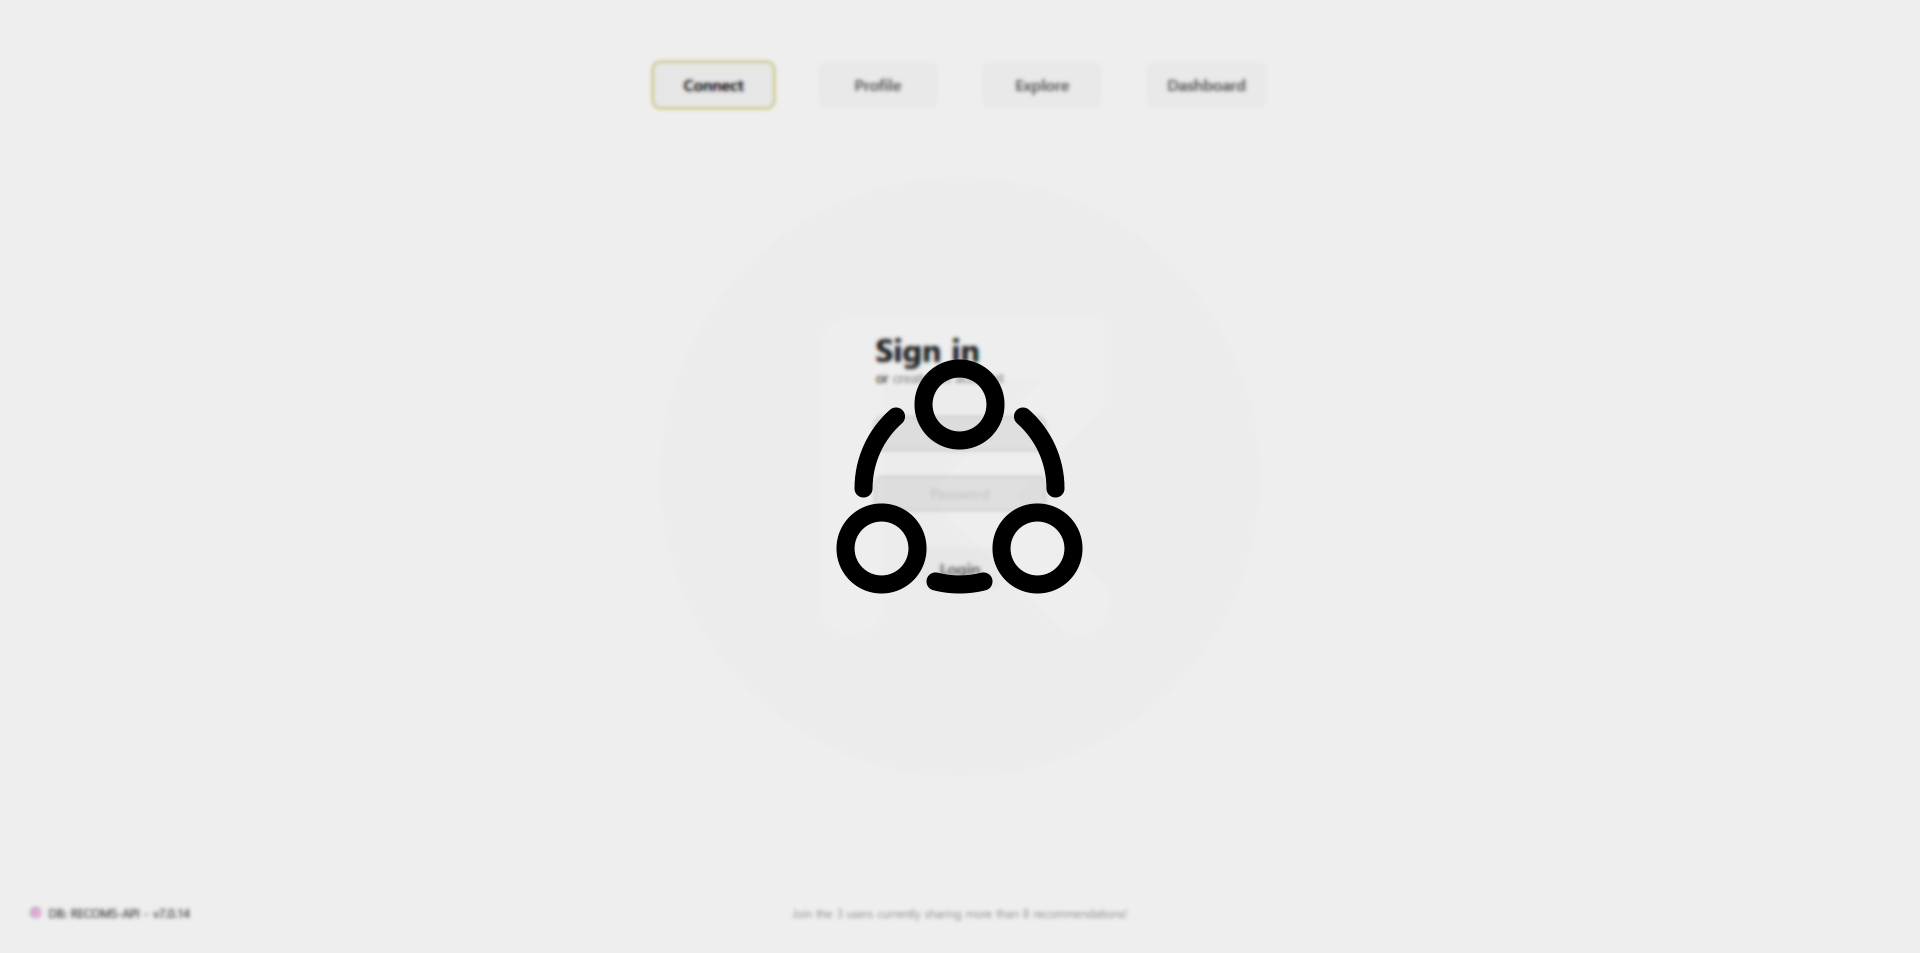 Connect
Profile
Explore
Dashboard
Sign in
or
Password
Login
DB: RECOMS-API - v7.0.14
Join the 3 users currently sharing more than 8 recommendations!